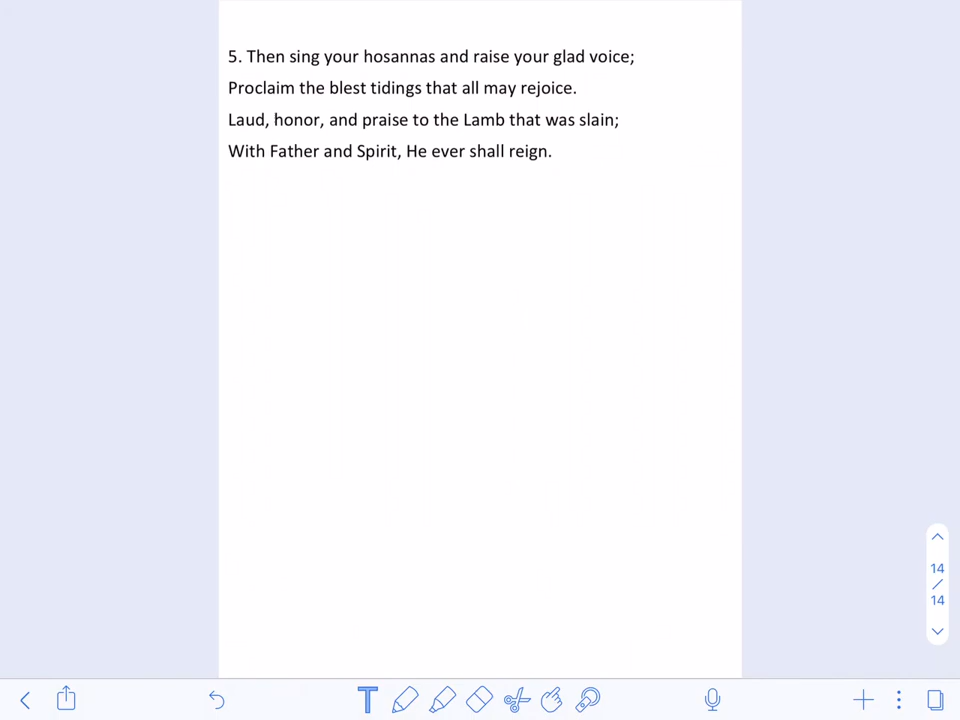 5. Then sing your hosannas and raise your glad voice;
Proclaim the blest tidings that all may rejoice.
Laud, honor, and praise to the Lamb that was slain;
With Father and Spirit, He ever shall reign.
14
/
14
T